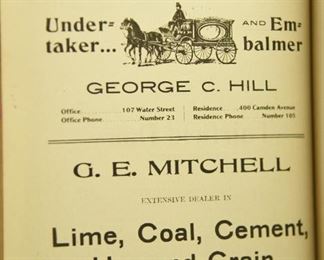 Under- AND Em-
taker... balmer
GEORGE C. HILL
Office ........ 107 Water Street Residence ..... 400 Camden Avenue
Office Phone ........ Number 23 Residence Phone ..... Number 105
G. E. MITCHELL
EXTENSIVE DEALER IN
Lime, Coal, Cement,